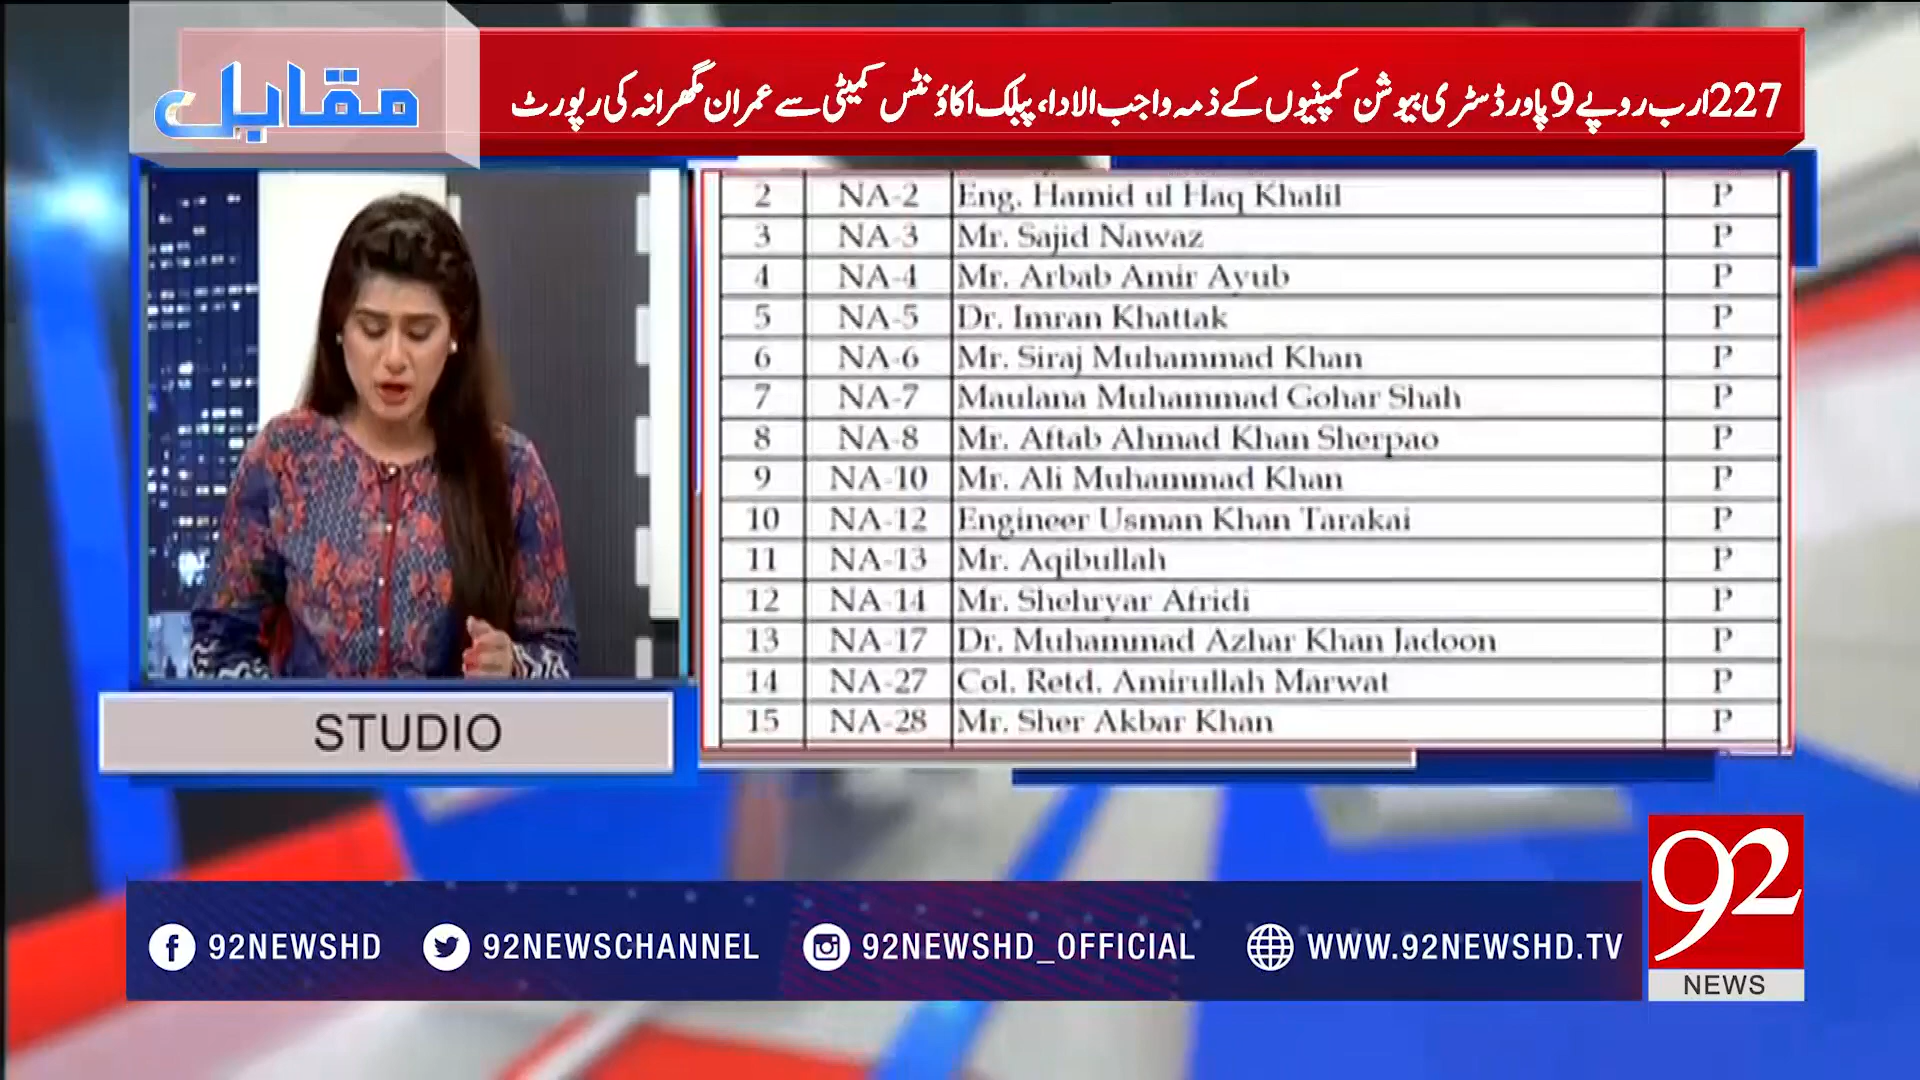 مقابل
227 ارب روپے 9 پاور ڈسٹری بیوشن کمپنیوں کے ذمہ واجب الادا، پبلک اکاؤنٹس کمیٹی سے عمران مگھرانہ کی رپورٹ
2 NA-2 Eng. Hamid ul Haq Khalil P
3 NA-3 Mr. Sajid Nawaz P
4 NA-4 Mr. Arbab Amir Ayub P
5 NA-5 Dr. Imran Khattak P
6 NA-6 Mr. Siraj Muhammad Khan P
7 NA-7 Maulana Muhammad Gohar Shah P
8 NA-8 Mr. Aftab Ahmad Khan Sherpao P
9 NA-10 Mr. Ali Muhammad Khan P
10 NA-12 Engineer Usman Khan Tarakai P
11 NA-13 Mr. Aqibullah P
12 NA-14 Mr. Shehryar Afridi P
13 NA-17 Dr. Muhammad Azhar Khan Jadoon P
14 NA-27 Col. Retd. Amirullah Marwat P
15 NA-28 Mr. Sher Akbar Khan P
STUDIO
92NEWSHD 92NEWSCHANNEL 92NEWSHD_OFFICIAL WWW.92NEWSHD.TV
92
NEWS